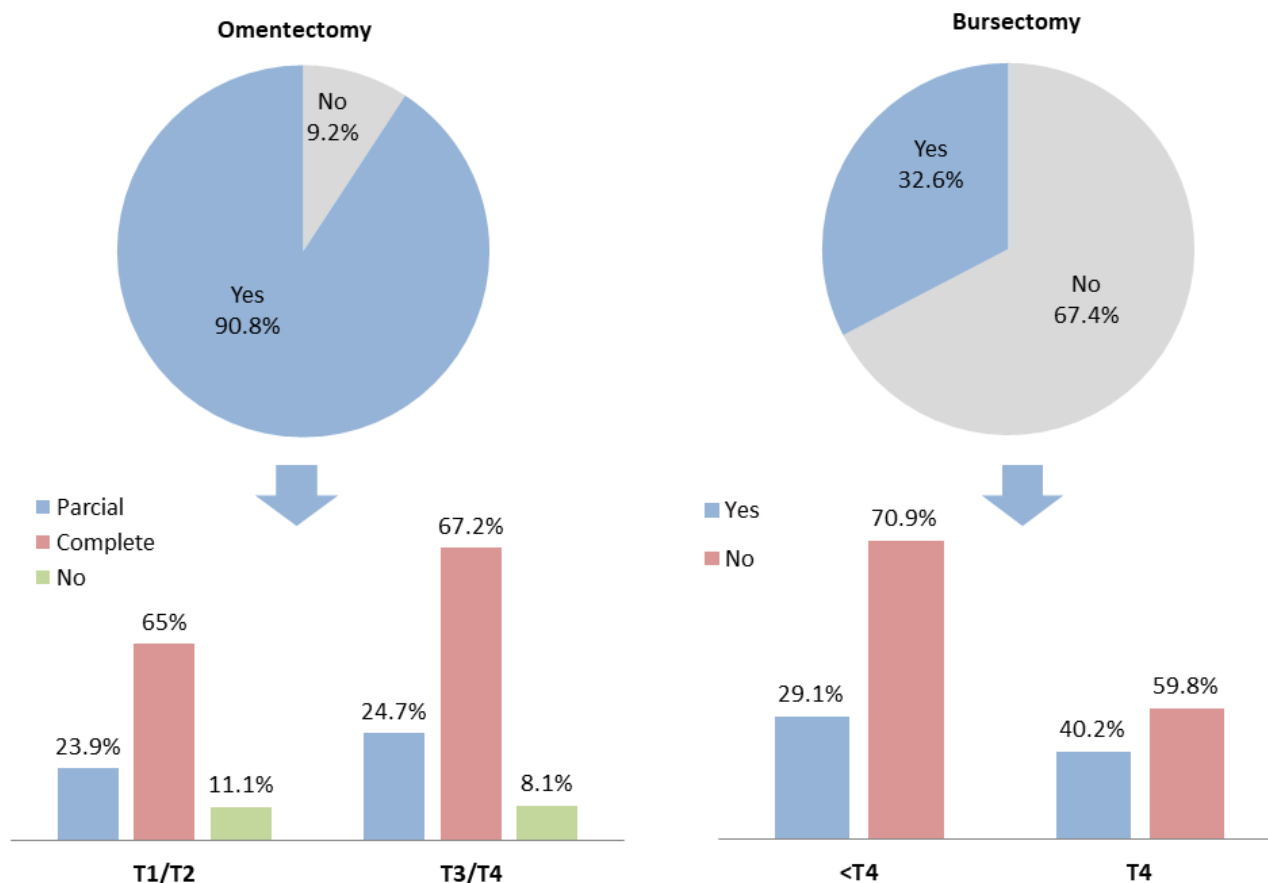 Omentectomy
No
9.2%
Yes
90.8%
Parcial
Complete
No
23.9%
65%
11.1%
24.7%
67.2%
8.1%
T1/T2
T3/T4
Bursectomy
Yes
32.6%
No
67.4%
Yes
No
29.1%
70.9%
40.2%
59.8%
<T4
T4